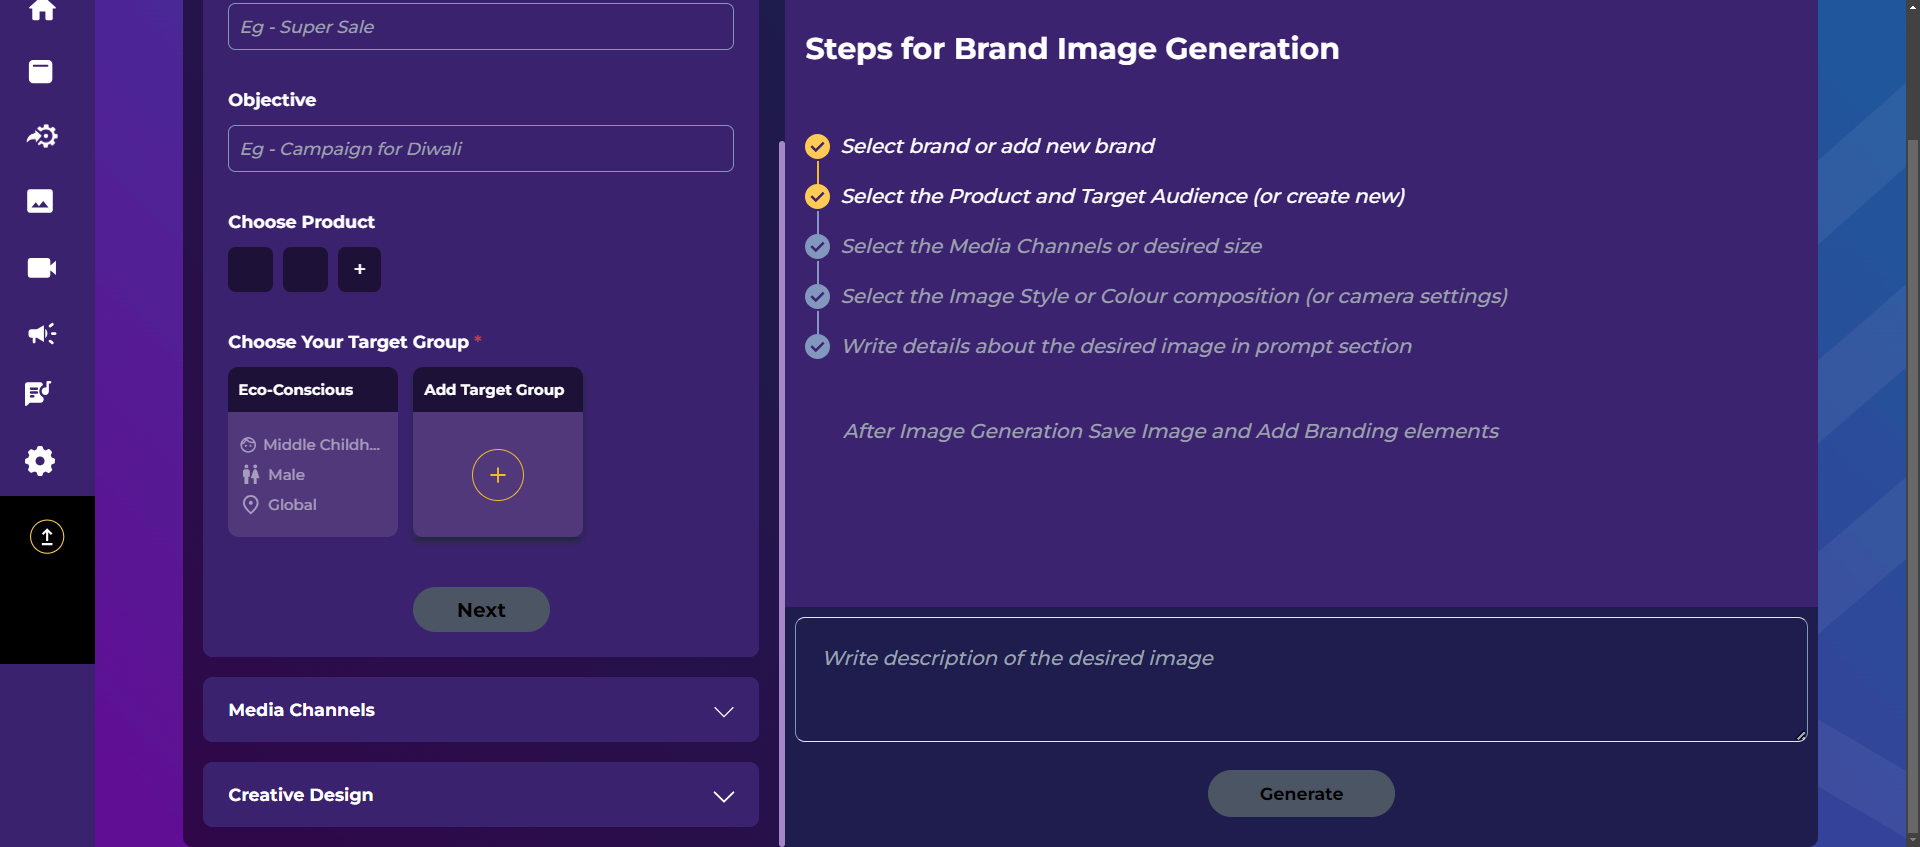 Eg - Super Sale
Objective
Eg - Campaign for Diwali
Choose Product
+
Choose Your Target Group *
Eco-Conscious
Middle Childh...
Male
Global
Add Target Group
+
Next
Media Channels
Creative Design
Steps for Brand Image Generation
Select brand or add new brand
Select the Product and Target Audience (or create new)
Select the Media Channels or desired size
Select the Image Style or Colour composition (or camera settings)
Write details about the desired image in prompt section
After Image Generation Save Image and Add Branding elements
Write description of the desired image
Generate